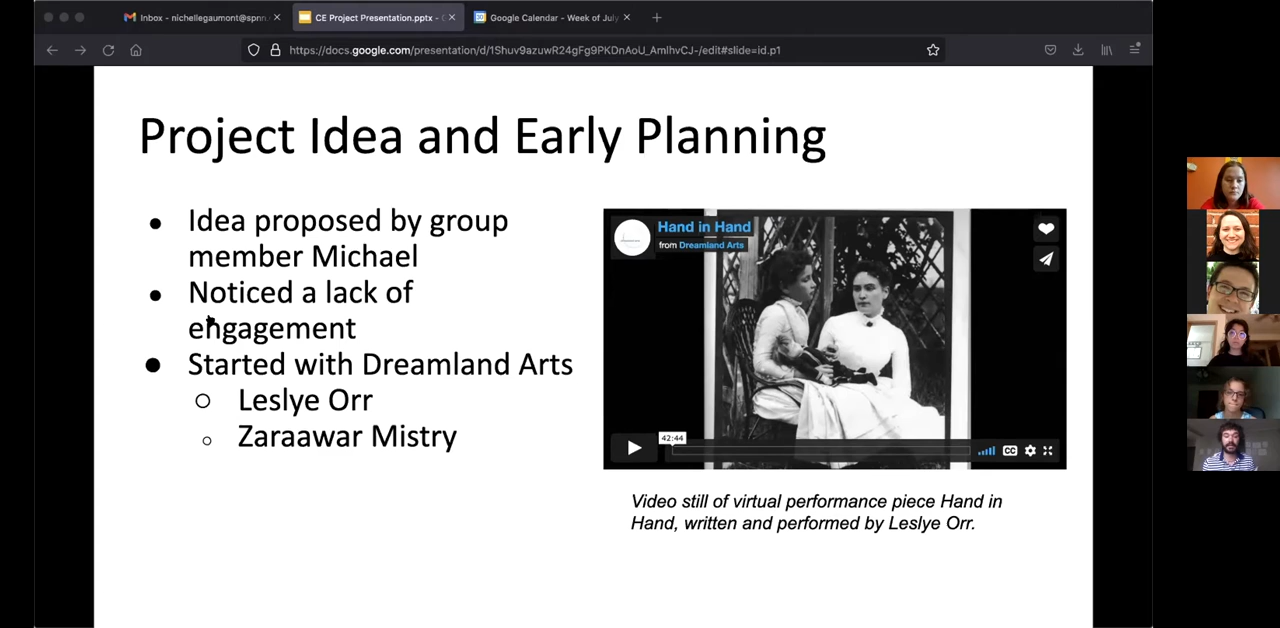 Inbox - nichellegaumont@spnn.
CE Project Presentation.pptx -
Google Calendar - Week of July
https://docs.google.com/presentation/d/1Shuv9azuwR24gFg9PKDnAoU_AmlhvCJ-/edit#slide=id.p1
Project Idea and Early Planning
Idea proposed by group
member Michael
Noticed a lack of
engagement
Started with Dreamland Arts
Leslye Orr
Zaraawar Mistry
Hand in Hand
from Dreamland Arts
42:44
CC
Video still of virtual performance piece Hand in
Hand, written and performed by Leslye Orr.